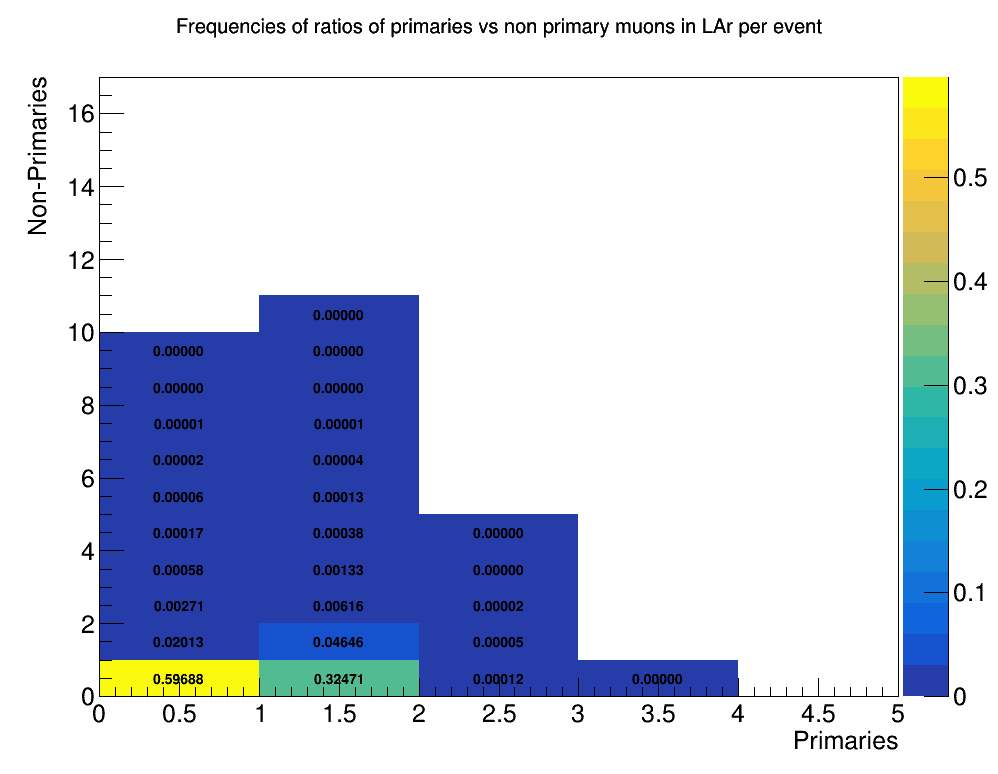 Frequencies of ratios of primaries vs non primary muons in LAr per event
Non-Primaries
16
14
12
10
8
6
4
2
0
0.00000
0.00000 0.00000
0.00000 0.00000
0.00001 0.00001
0.00002 0.00004
0.00006 0.00013
0.00017 0.00038 0.00000
0.00058 0.00133 0.00000
0.00271 0.00616 0.00002
0.02013 0.04646 0.00005
0.59688 0.32471 0.00012 0.00000
0 0.5 1 1.5 2 2.5 3 3.5 4 4.5 5
Primaries
0.5
0.4
0.3
0.2
0.1
0